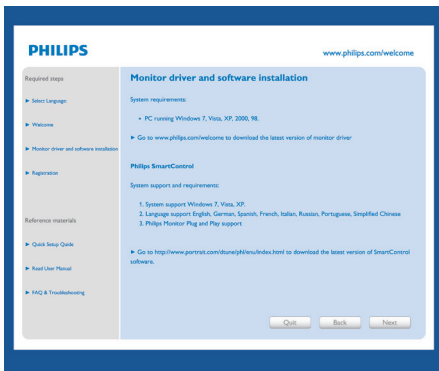 PHILIPS
www.philips.com/welcome
Required steps
Select Language:
Welcome
Monitor driver and software installation
Registration
Reference materials
Quick Setup Quide
Read User Manual
FAQ & Troubleshooting
Monitor driver and software installation
System requirements:
• PC running Windows 7, Vista, XP, 2000, 98.
Go to www.philips.com/welcome to download the latest version of monitor driver
Philips SmartControl
System support and requirements:
1. System support Windows 7, Vista, XP.
2. Language support English, German, Spanish, French, Italian, Russian, Portuguese, Simplified Chinese
3. Philips Monitor Plug and Play support
Go to http://www.portrait.com/dtune/phl/enu/index.html to download the latest version of SmartControl
software.
Quit
Back
Next